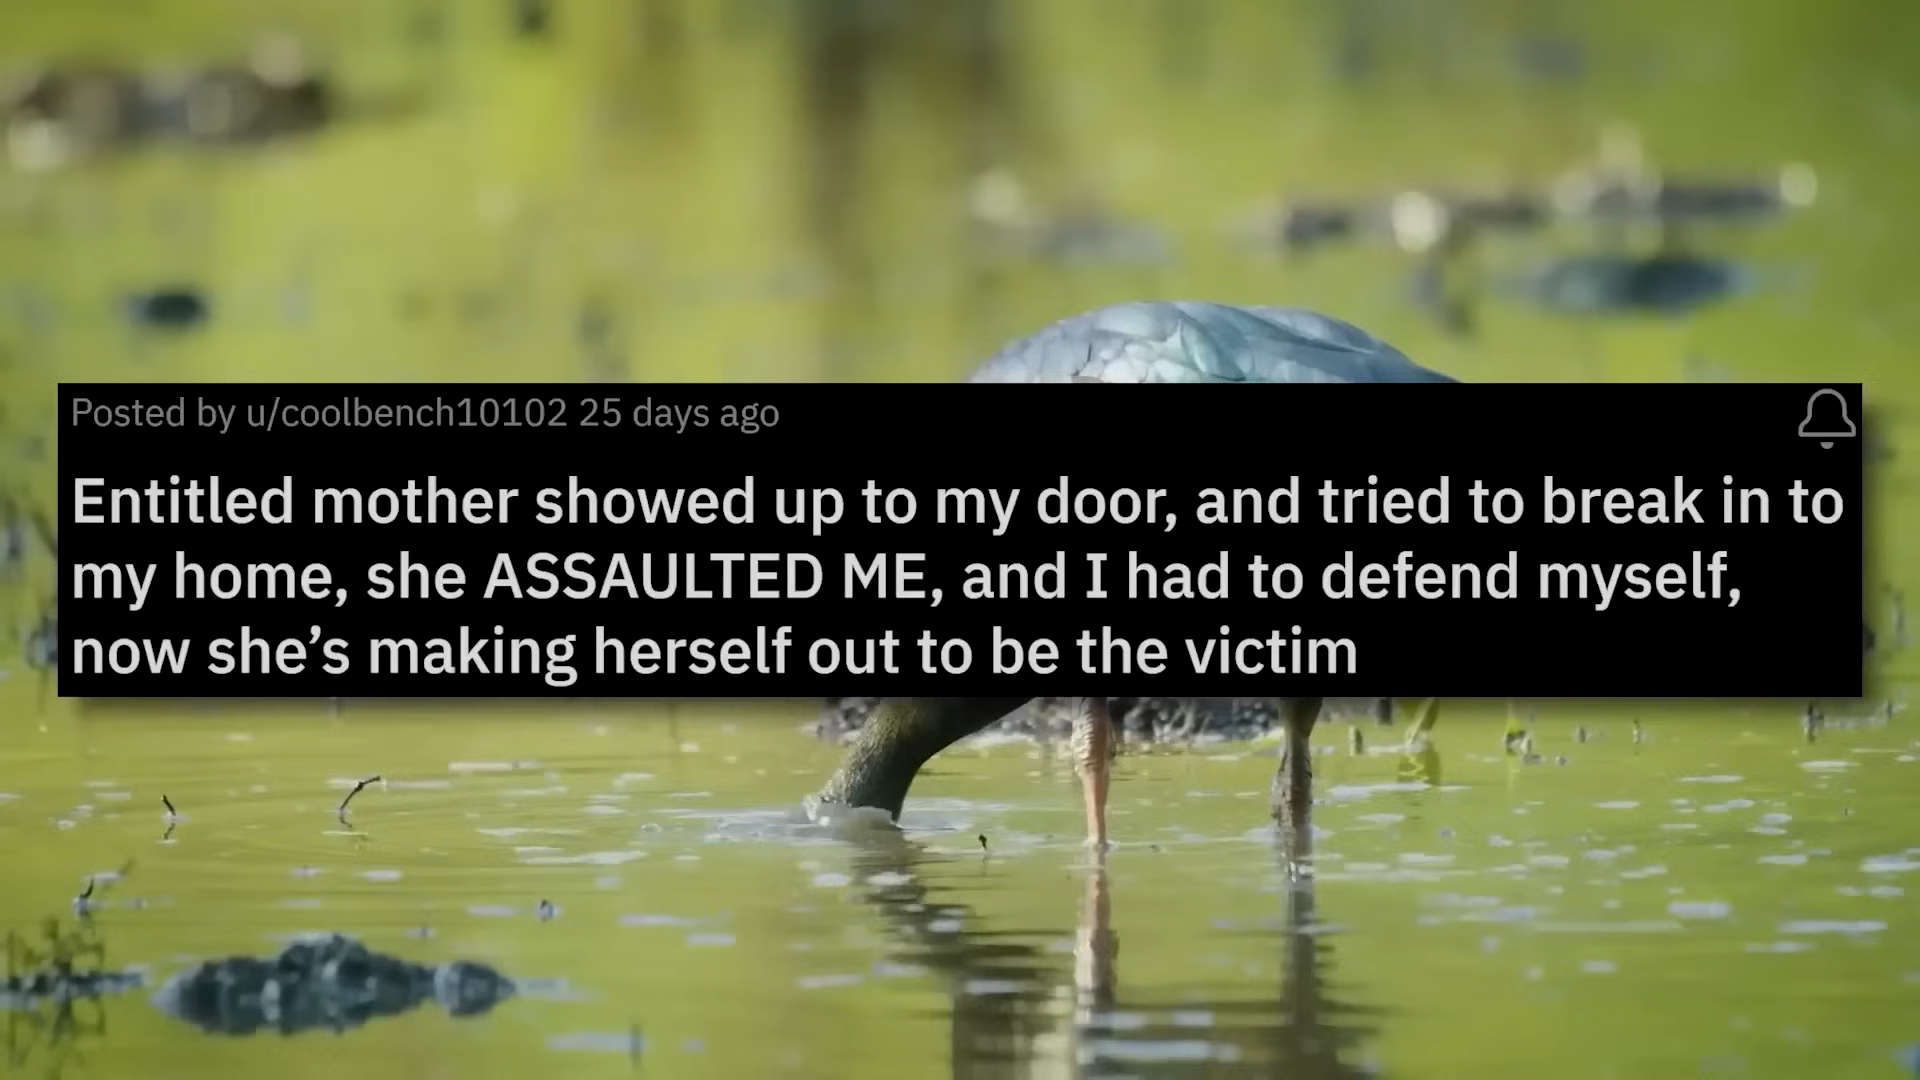 Posted by u/coolbench10102 25 days ago
Entitled mother showed up to my door, and tried to break in to
my home, she ASSAULTED ME, and I had to defend myself,
now she’s making herself out to be the victim